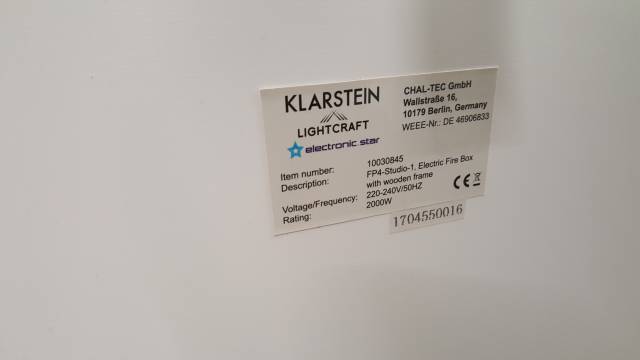 KLARSTEIN
LIGHTCRAFT
electronic.star
CHAL-TEC GmbH
Wallstraße 16,
10179 Berlin, Germany
WEEE-Nr.: DE 46906833
Item number: 10030845
Description: FP4-Studio-1, Electric Fire Box
with wooden frame
Voltage/Frequency: 220-240V/50HZ
Rating: 2000W
CE
1704550016